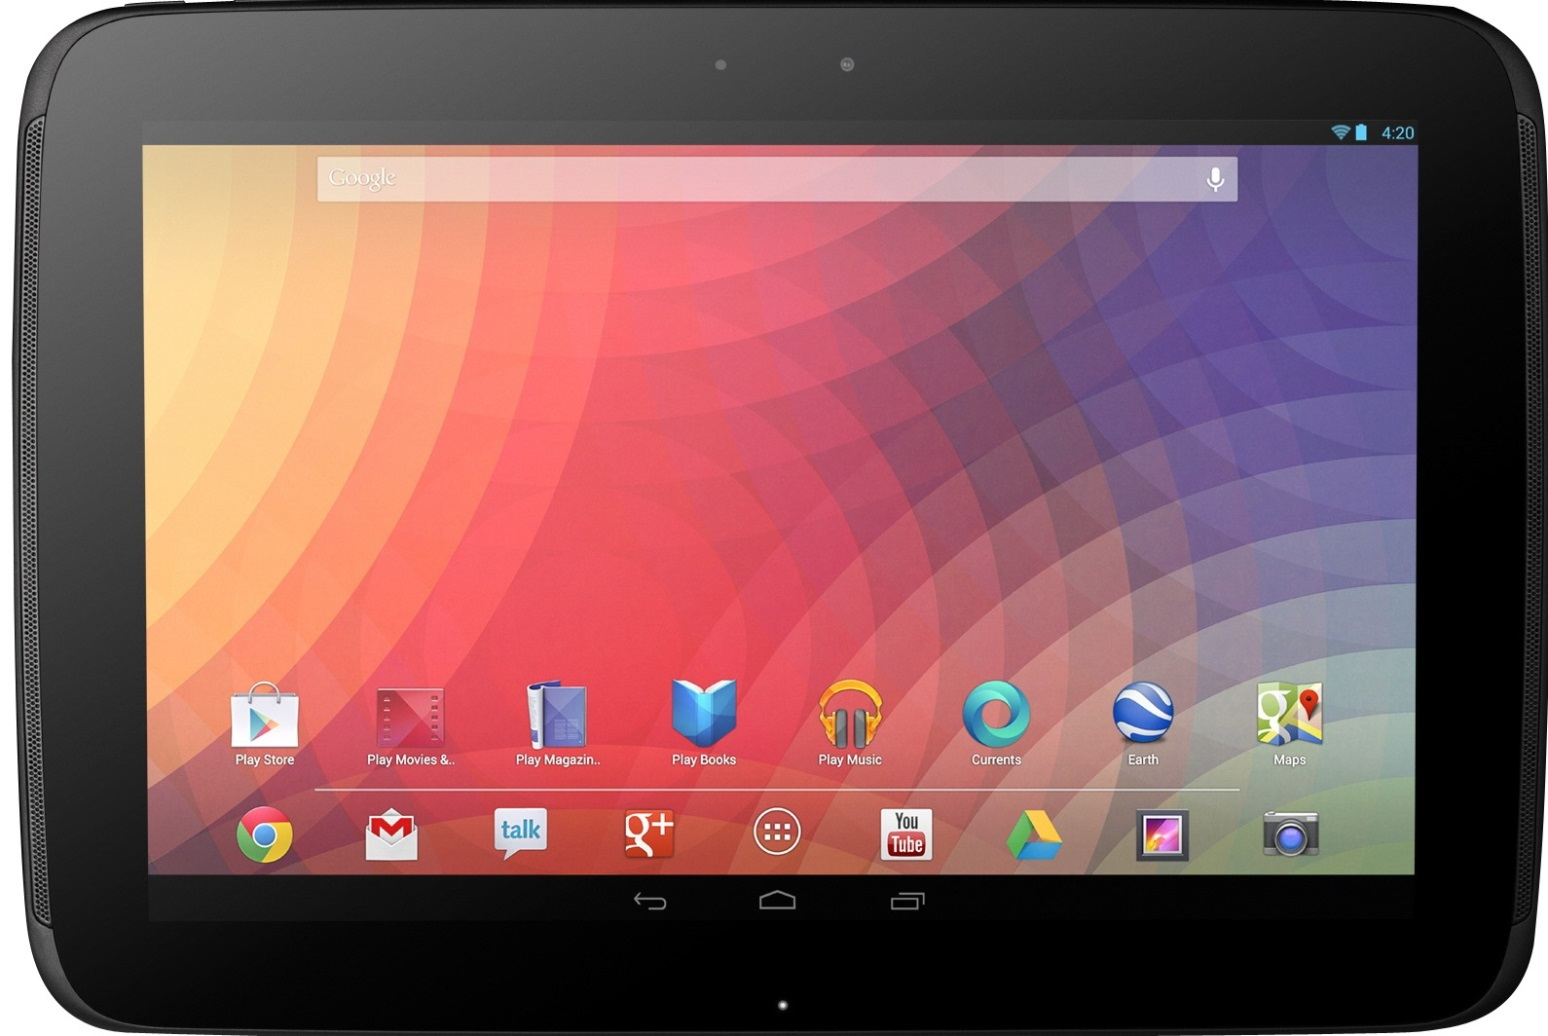 4:20
Google
Play Store
Play Movies &..
Play Magazin..
Play Books
Play Music
Currents
Earth
Maps
talk
g+
You
Tube